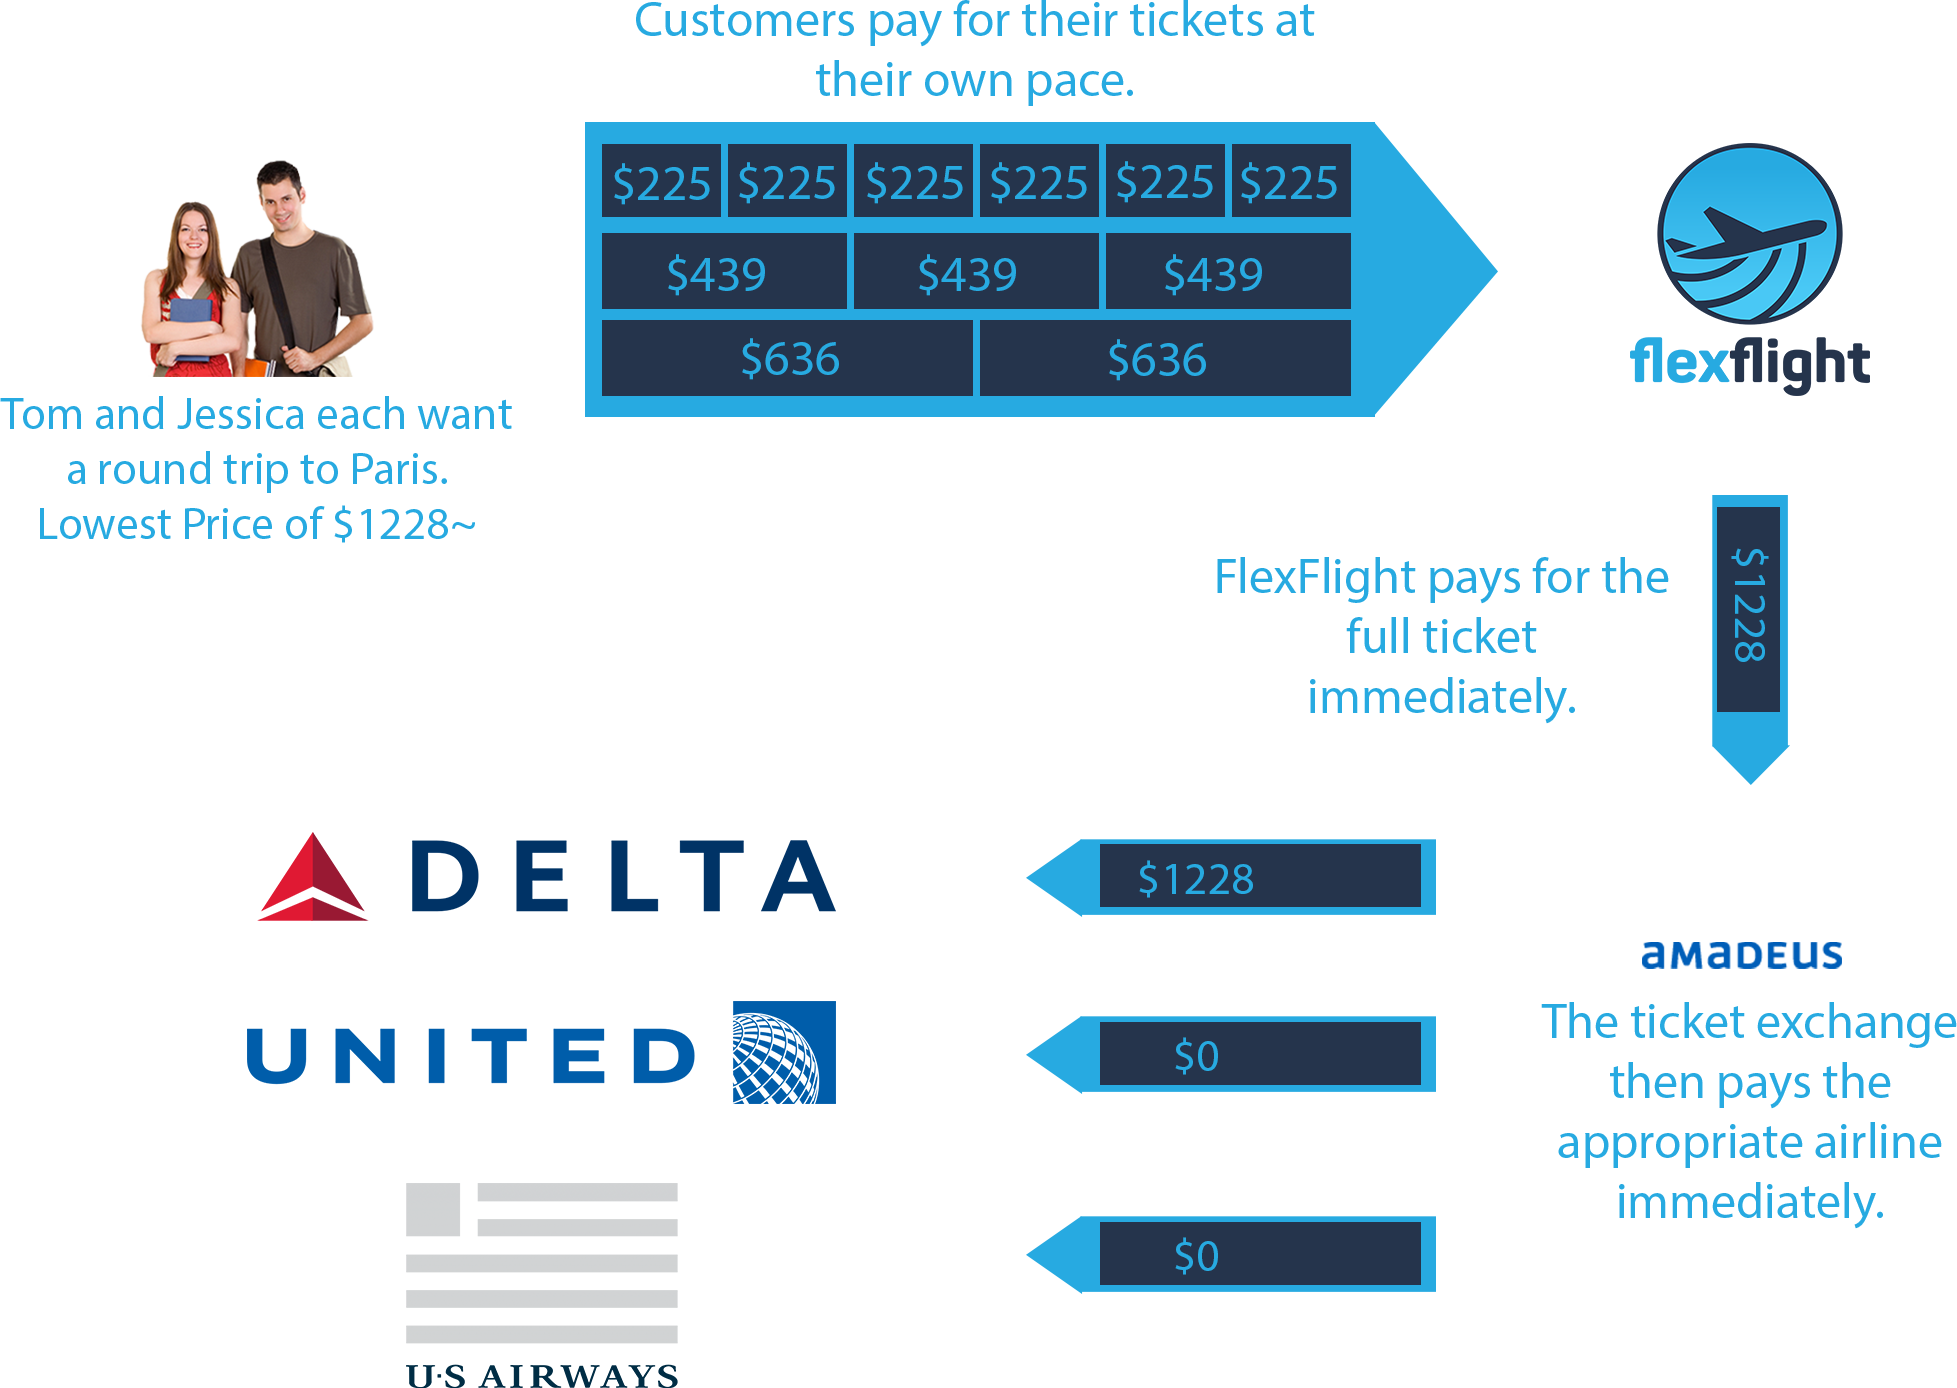 Customers pay for their tickets at
their own pace.
$225 $225 $225 $225 $225 $225
$439 $439 $439
$636 $636
flexflight
Tom and Jessica each want
a round trip to Paris.
Lowest Price of $1228~
FlexFlight pays for the
full ticket
immediately.
$1228
DELTA
$1228
amadeus
The ticket exchange
then pays the
appropriate airline
immediately.
UNITED
$0
$0
U·S AIRWAYS